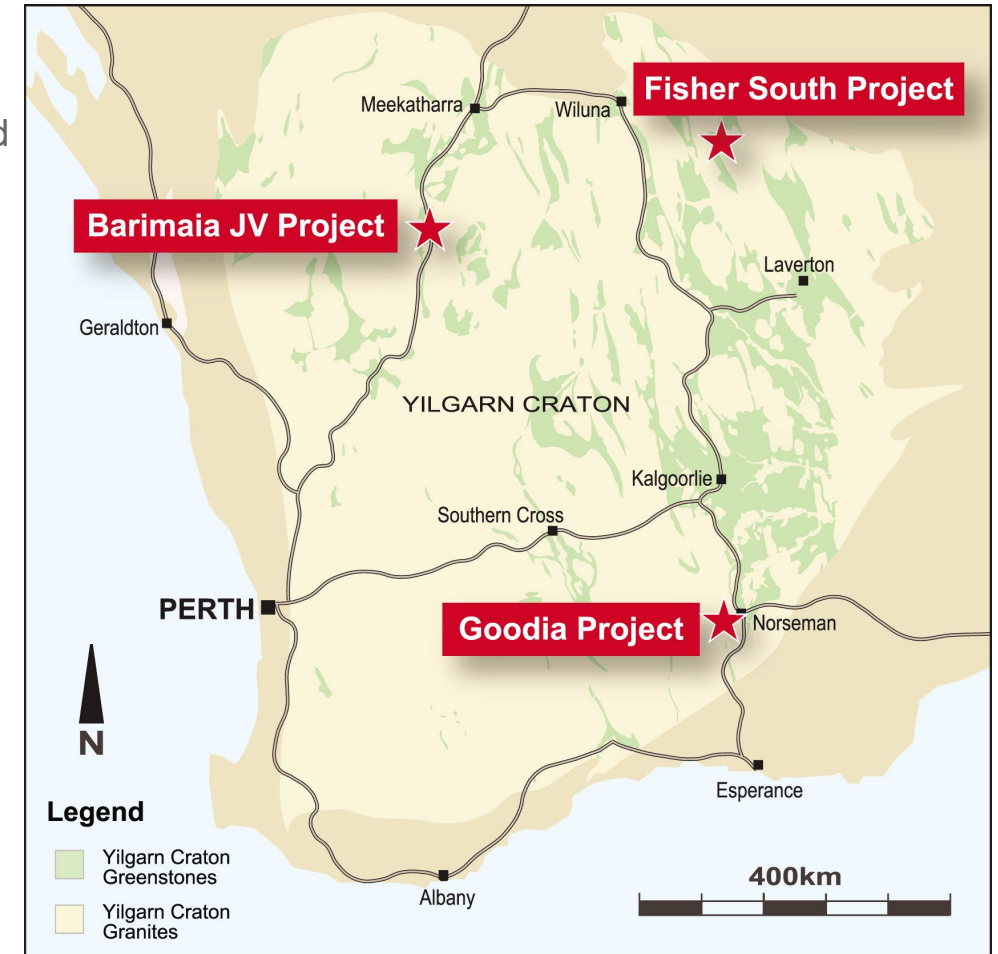 d
Fisher South Project
Meekatharra
Wiluna
Barimaia JV Project
Laverton
Geraldton
YILGARN CRATON
Kalgoorlie
Southern Cross
PERTH
Goodia Project
Norseman
N
Esperance
Legend
Yilgarn Craton
Greenstones
Yilgarn Craton
Granites
Albany
400km